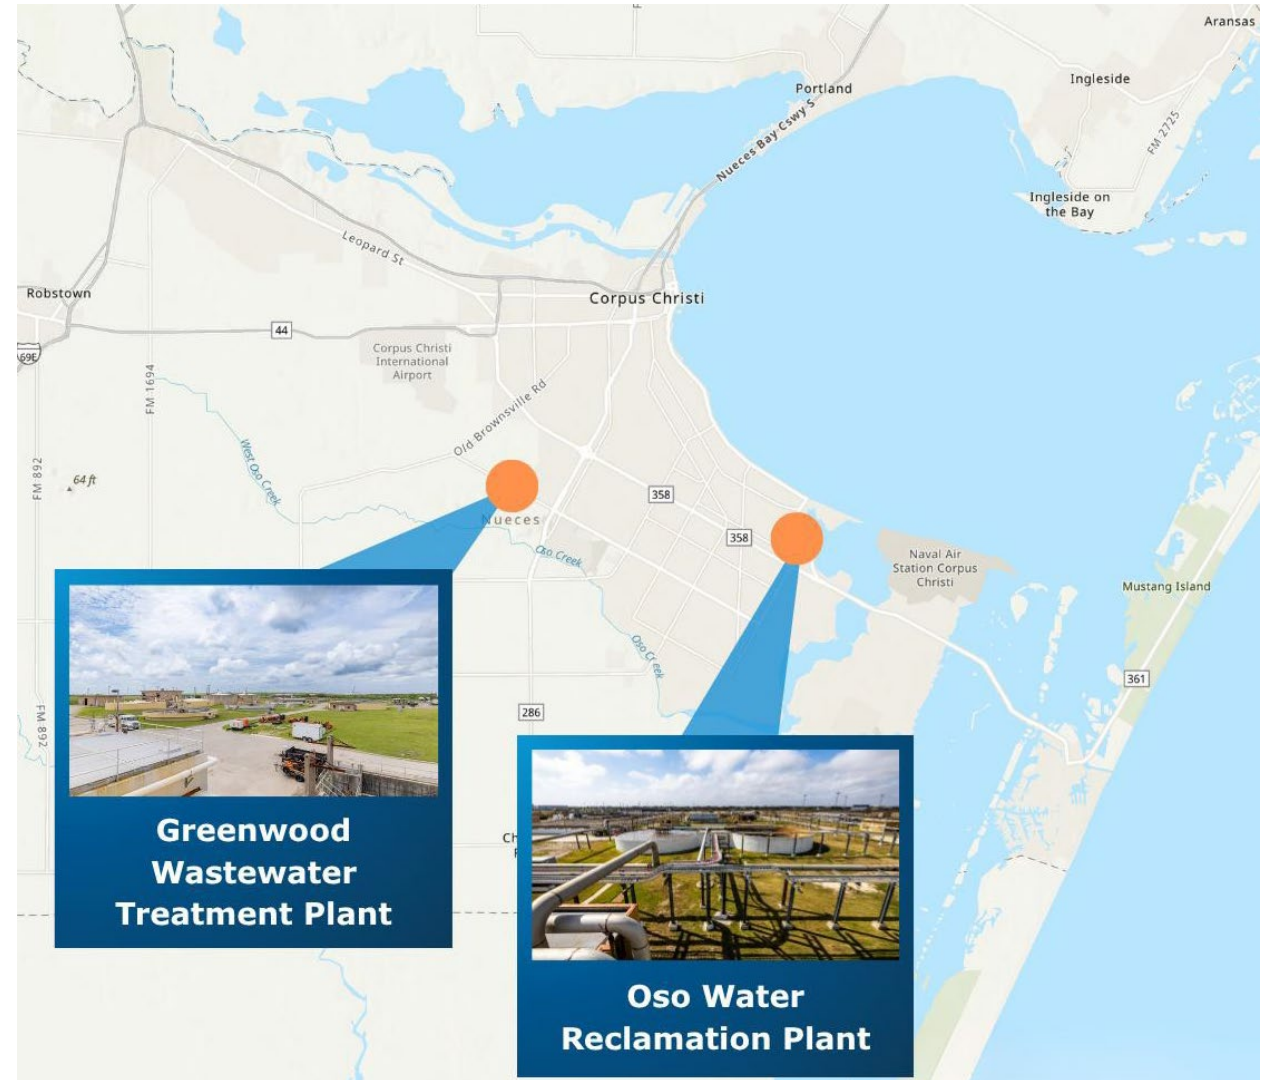 Aransas
Ingleside
Portland
Nueces Bay Cswy S
FM 2725
Ingleside on
the Bay
Leopard St
Robstown
Corpus Christi
44
69E
Corpus Christi
International
Airport
FM 1694
Old Brownsville Rd
West Oso Creek
FM 892
64 ft
358
Nueces
358
Oso Creek
Naval Air
Station Corpus
Christi
Mustang Island
Oso Creek
361
FM 892
286
Greenwood
Wastewater
Treatment Plant
Oso Water
Reclamation Plant